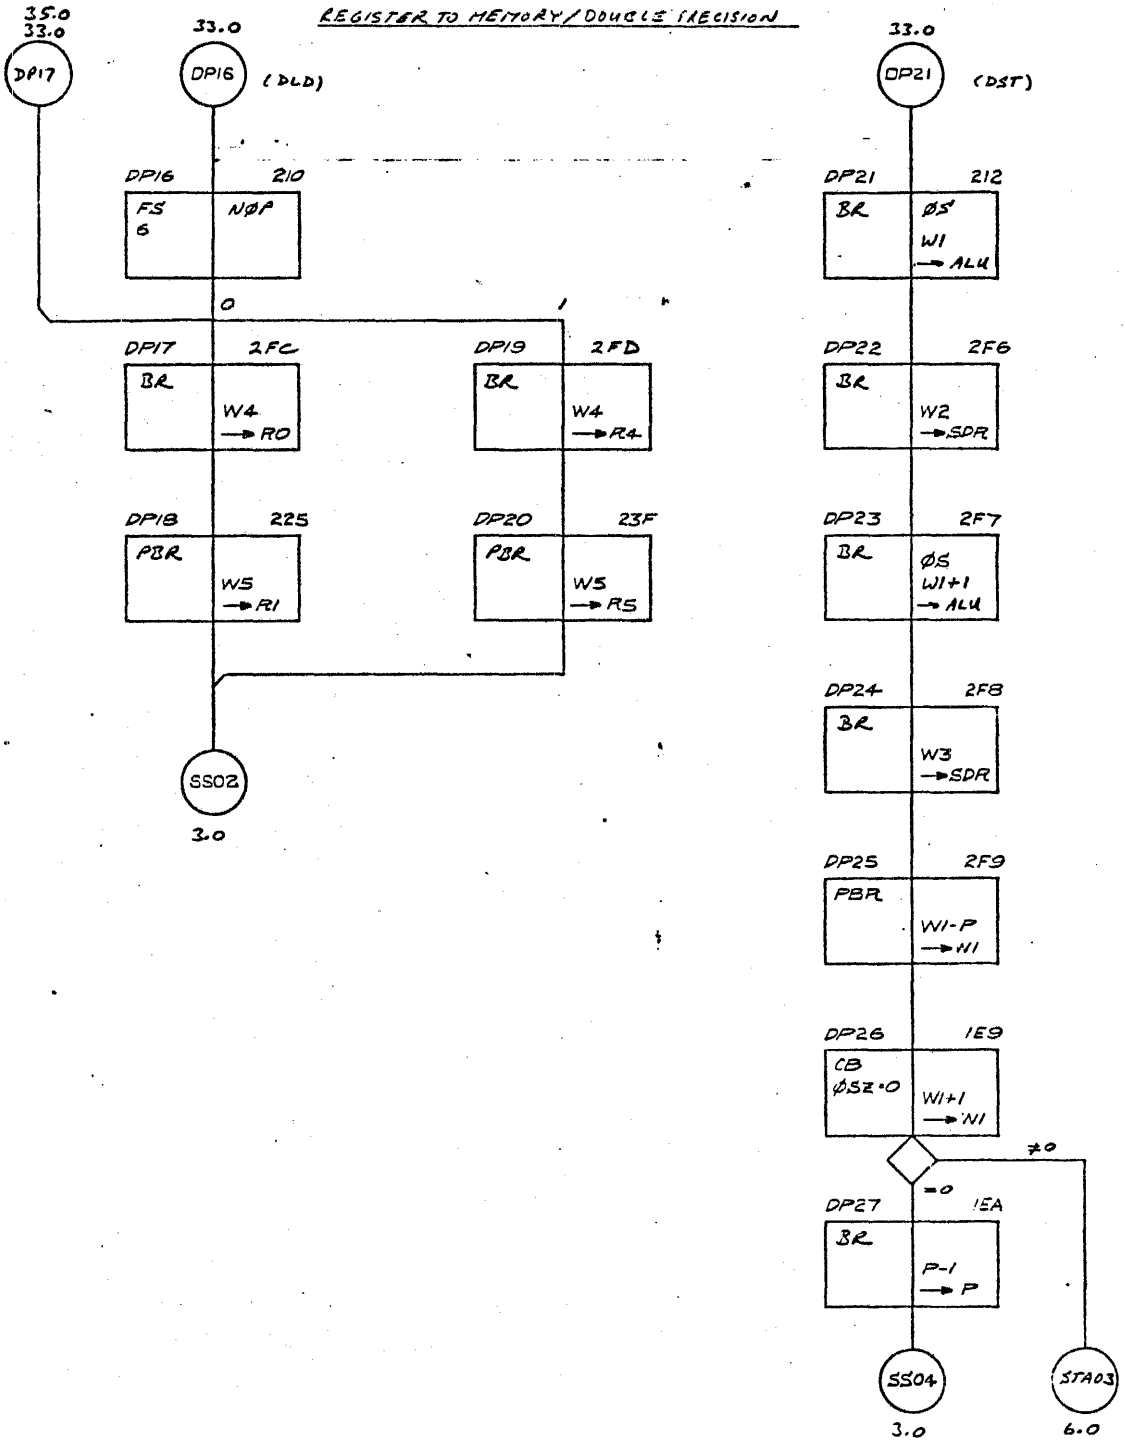 REGISTER TO MEMORY/DOUBLE PRECISION
35.0
33.0
DP17
33.0
DP16
(DLD)
33.0
DP21
(DST)
DP16 210
FS
6
NØP
0
1
DP17 2FC
BR
W4
→ R0
DP19 2FD
BR
W4
→ R4
DP18 225
PBR
W5
→ R1
DP20 23F
PBR
W5
→ R5
SS02
3.0
DP21 212
BR
ØS
W1
→ ALU
DP22 2F6
BR
W2
→ SDR
DP23 2F7
BR
ØS
W1+1
→ ALU
DP24 2F8
BR
W3
→ SDR
DP25 2F9
PBR
W1-P
→ N1
DP26 1E9
CB
ØSZ=0
W1+1
→ N1
≠0
=0
DP27 1EA
BR
P-1
→ P
SS04
3.0
STA03
6.0